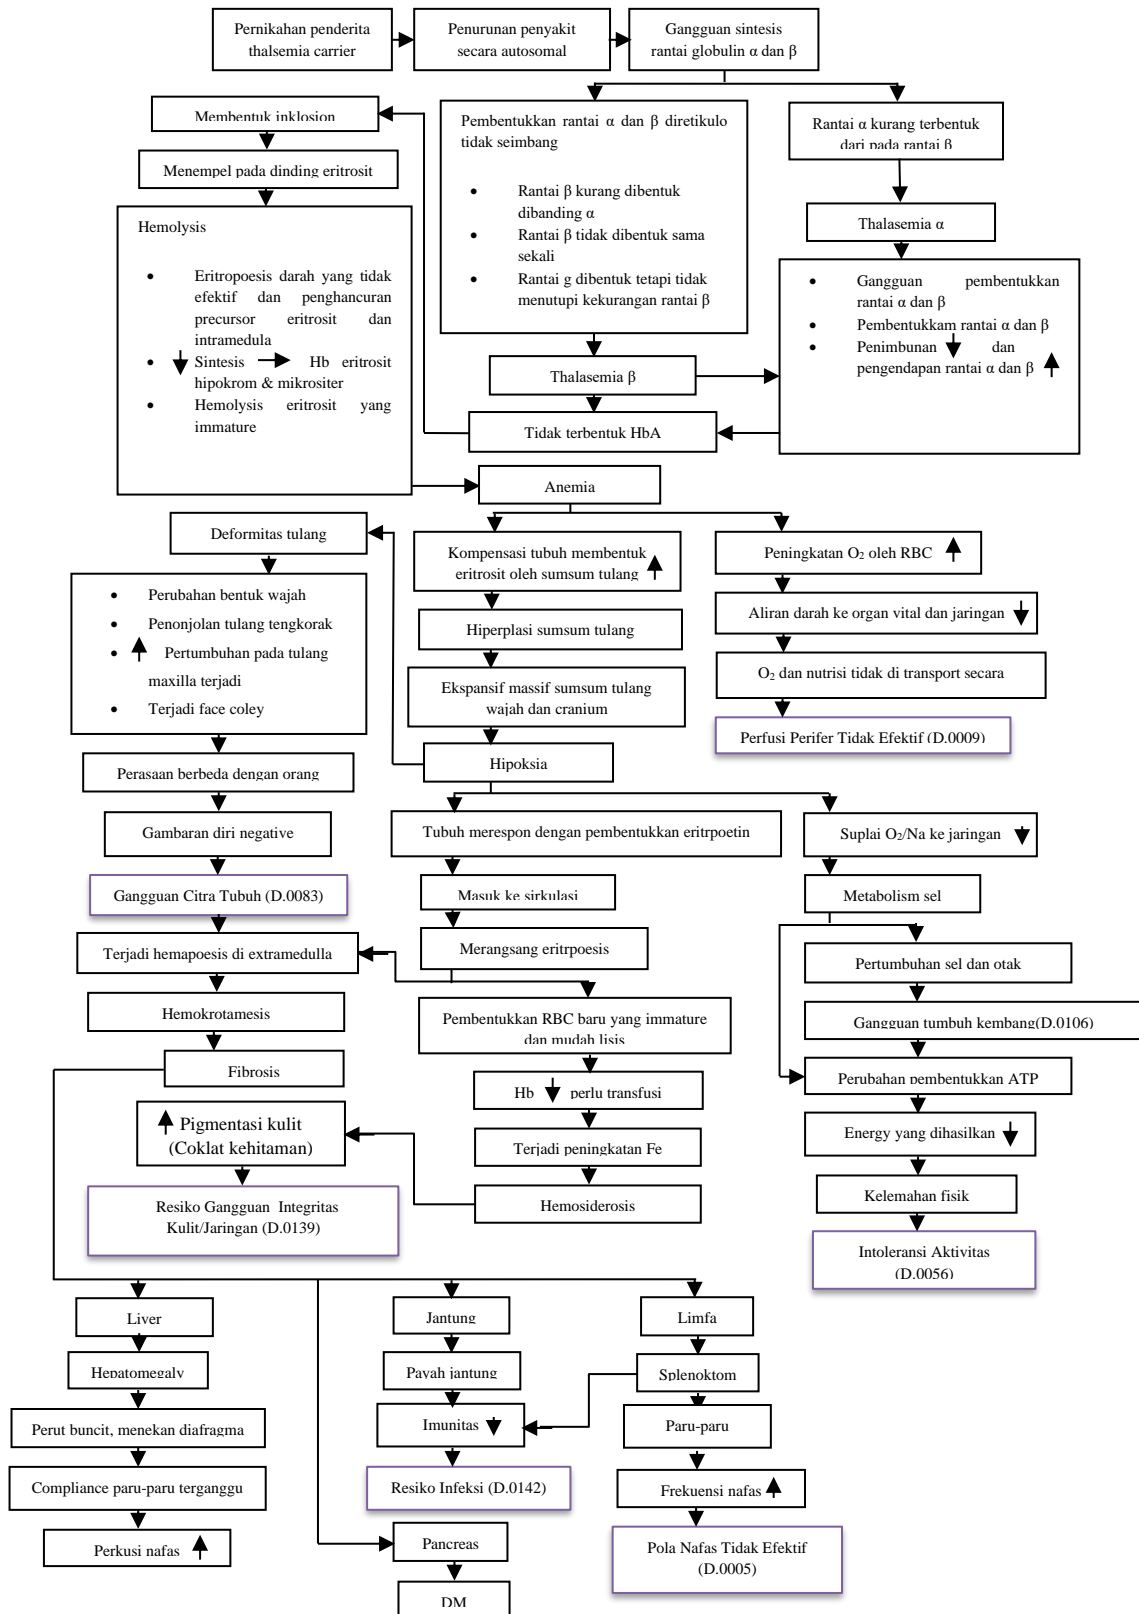 Pernikahan penderita
thalsemia carrier
Penurunan penyakit
secara autosomal
Gangguan sintesis
rantai globulin α dan β
Membentuk inklosion
Pembentukkan rantai α dan β diretikulo
tidak seimbang
• Rantai β kurang dibentuk
dibanding α
• Rantai β tidak dibentuk sama
sekali
• Rantai g dibentuk tetapi tidak
menutupi kekurangan rantai β
Rantai α kurang terbentuk
dari pada rantai β
Menempel pada dinding eritrosit
Thalasemia α
Hemolysis
• Eritropoesis darah yang tidak
efektif dan penghancuran
precursor eritrosit dan
intramedula
• ↓ Sintesis → Hb eritrosit
hipokrom & mikrositer
• Hemolysis eritrosit yang
immature
• Gangguan pembentukkan
rantai α dan β
• Pembentukkam rantai α dan β
• Penimbunan ↓ dan
pengendapan rantai α dan β ↑
Thalasemia β
Tidak terbentuk HbA
Anemia
Deformitas tulang
Kompensasi tubuh membentuk
eritrosit oleh sumsum tulang ↑
Peningkatan O₂ oleh RBC ↑
• Perubahan bentuk wajah
• Penonjolan tulang tengkorak
• ↑ Pertumbuhan pada tulang
maxilla terjadi
• Terjadi face coley
Aliran darah ke organ vital dan jaringan ↓
Hiperplasi sumsum tulang
O₂ dan nutrisi tidak di transport secara
Ekspansif massif sumsum tulang
wajah dan cranium
Perfusi Perifer Tidak Efektif (D.0009)
Hipoksia
Perasaan berbeda dengan orang
Gambaran diri negative
Tubuh merespon dengan pembentukkan eritrpoetin
Suplai O₂/Na ke jaringan ↓
Gangguan Citra Tubuh (D.0083)
Masuk ke sirkulasi
Metabolism sel
Terjadi hemapoesis di extramedulla
Merangsang eritrpoesis
Pertumbuhan sel dan otak
Hemokrotamesis
Pembentukkan RBC baru yang immature
dan mudah lisis
Gangguan tumbuh kembang(D.0106)
Fibrosis
Hb ↓ perlu transfusi
Perubahan pembentukkan ATP
↑ Pigmentasi kulit
(Coklat kehitaman)
Terjadi peningkatan Fe
Energy yang dihasilkan ↓
Resiko Gangguan Integritas
Kulit/Jaringan (D.0139)
Hemosiderosis
Kelemahan fisik
Intoleransi Aktivitas
(D.0056)
Liver
Jantung
Limfa
Hepatomegaly
Payah jantung
Splenoktom
Perut buncit, menekan diafragma
Imunitas ↓
Paru-paru
Compliance paru-paru terganggu
Resiko Infeksi (D.0142)
Frekuensi nafas ↑
Perkusi nafas ↑
Pancreas
Pola Nafas Tidak Efektif
(D.0005)
DM